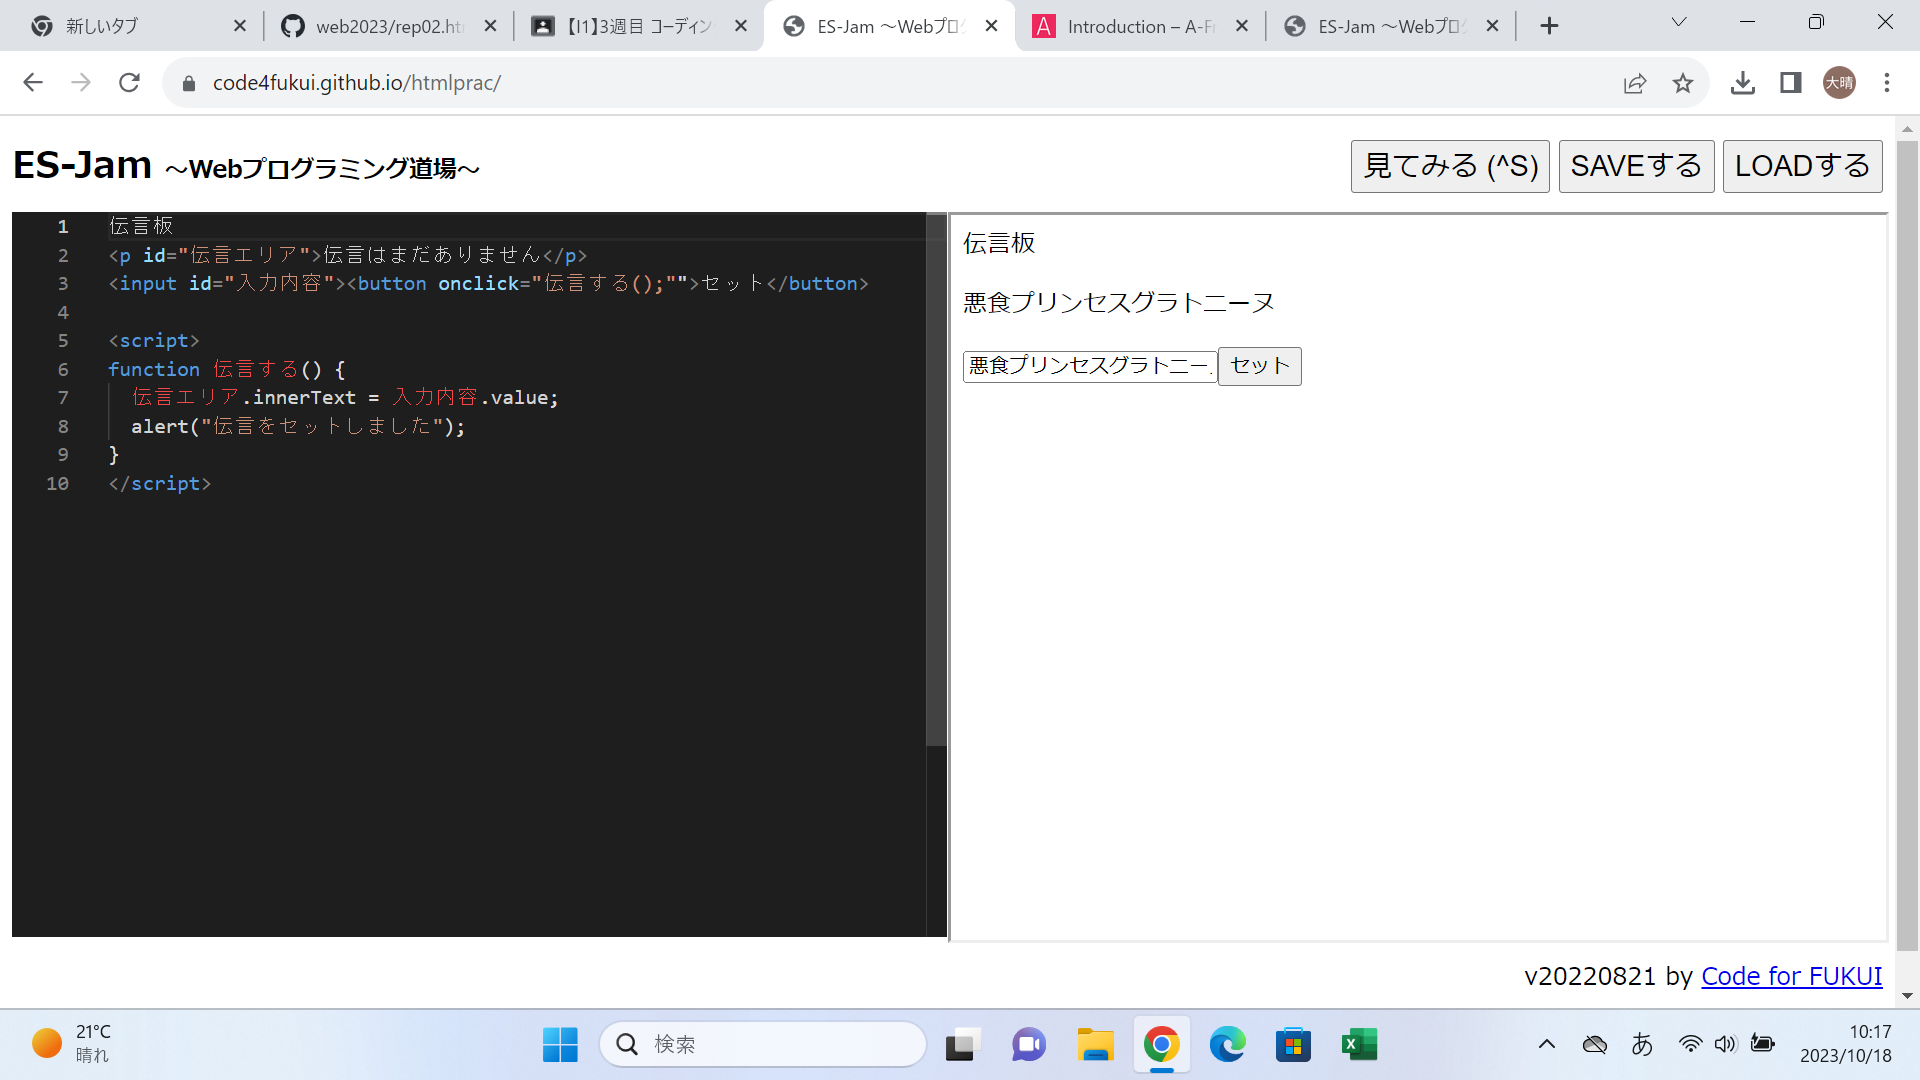 新しいタブ
web2023/rep02.ht
【I1】3週目 コーディン
ES-Jam ～Webプロ
Introduction – A-F
ES-Jam ～Webプロ
code4fukui.github.io/htmlprac/
大晴
ES-Jam ～Webプログラミング道場～
見てみる (^S)
SAVEする
LOADする
1 伝言板
2 <p id="伝言エリア">伝言はまだありません</p>
3 <input id="入力内容"><button onclick="伝言する();"">セット</button>
4
5 <script>
6 function 伝言する() {
7 伝言エリア.innerText = 入力内容.value;
8 alert("伝言をセットしました");
9 }
10 </script>
伝言板
悪食プリンセスグラトニーヌ
悪食プリンセスグラトニー
セット
v20220821 by Code for FUKUI
21°C
晴れ
検索
あ
10:17
2023/10/18